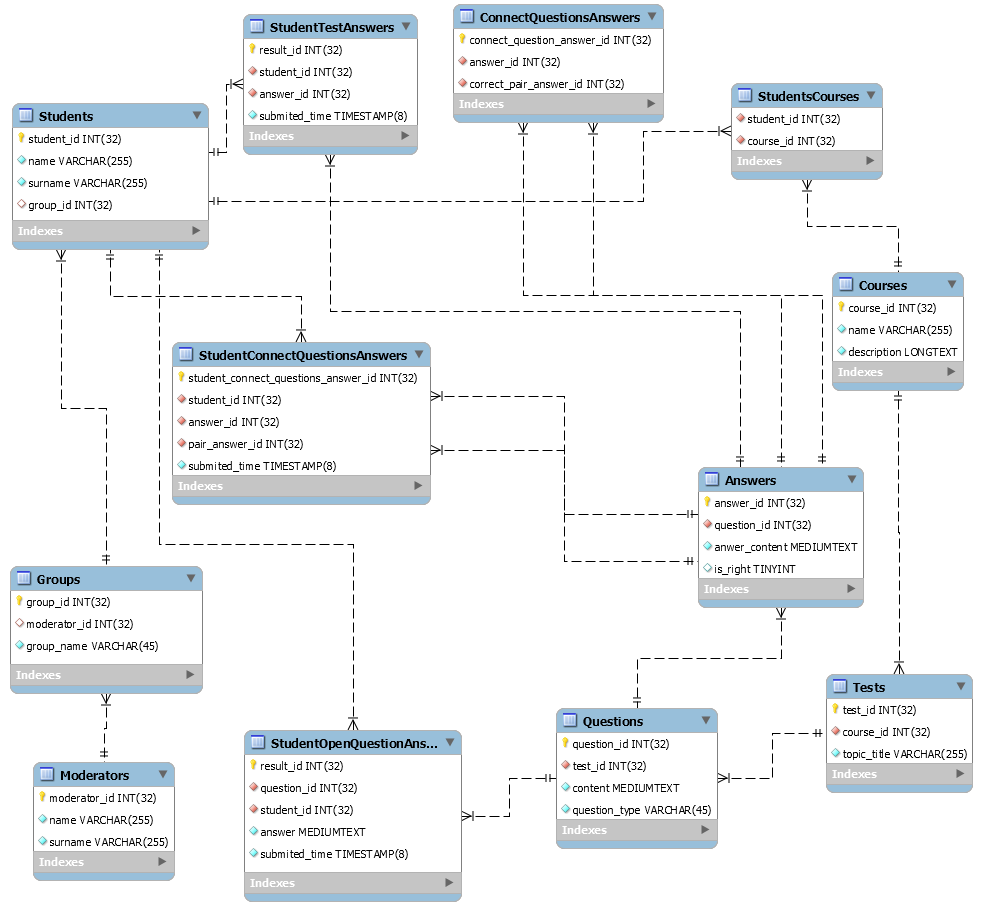 StudentTestAnswers
result_id INT(32)
student_id INT(32)
answer_id INT(32)
submited_time TIMESTAMP(8)
Indexes
ConnectQuestionsAnswers
connect_question_answer_id INT(32)
answer_id INT(32)
correct_pair_answer_id INT(32)
Indexes
StudentsCourses
student_id INT(32)
course_id INT(32)
Indexes
Students
student_id INT(32)
name VARCHAR(255)
surname VARCHAR(255)
group_id INT(32)
Indexes
Courses
course_id INT(32)
name VARCHAR(255)
description LONGTEXT
Indexes
StudentConnectQuestionsAnswers
student_connect_questions_answer_id INT(32)
student_id INT(32)
answer_id INT(32)
pair_answer_id INT(32)
submited_time TIMESTAMP(8)
Indexes
Answers
answer_id INT(32)
question_id INT(32)
anwer_content MEDIUMTEXT
is_right TINYINT
Indexes
Groups
group_id INT(32)
moderator_id INT(32)
group_name VARCHAR(45)
Indexes
Tests
test_id INT(32)
course_id INT(32)
topic_title VARCHAR(255)
Indexes
Questions
question_id INT(32)
test_id INT(32)
content MEDIUMTEXT
question_type VARCHAR(45)
Indexes
StudentOpenQuestionAns...
result_id INT(32)
question_id INT(32)
student_id INT(32)
answer MEDIUMTEXT
submited_time TIMESTAMP(8)
Indexes
Moderators
moderator_id INT(32)
name VARCHAR(255)
surname VARCHAR(255)
Indexes